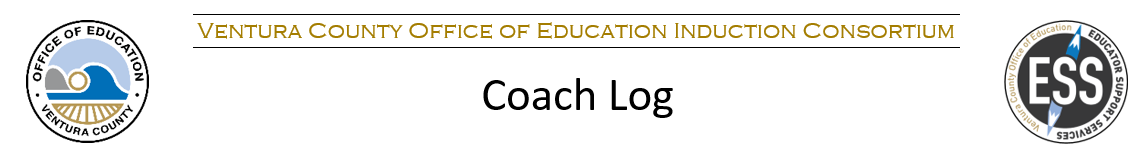 OFFICE OF EDUCATION
• VENTURA COUNTY •
VENTURA COUNTY OFFICE OF EDUCATION INDUCTION CONSORTIUM
Coach Log
Ventura County Office of Education
EDUCATOR SUPPORT SERVICES
ESS